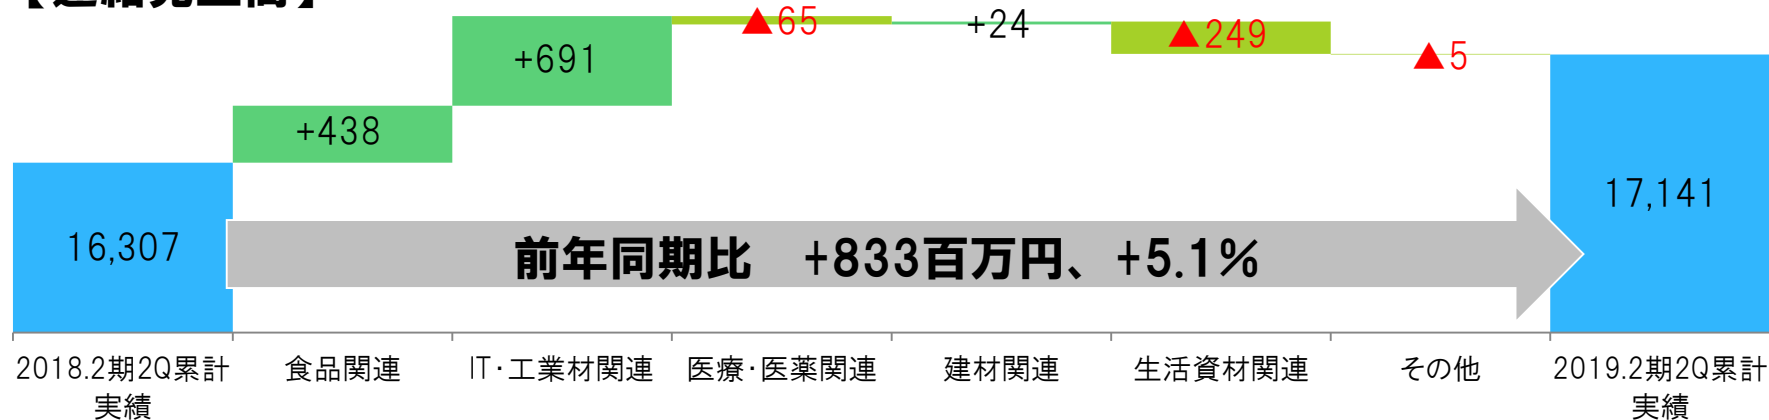 +691
▲65
+24
▲249
▲5
+438
16,307
17,141
前年同期比 +833百万円、+5.1%
2018.2期2Q累計
実績
食品関連
IT・工業材関連
医療・医薬関連
建材関連
生活資材関連
その他
2019.2期2Q累計
実績